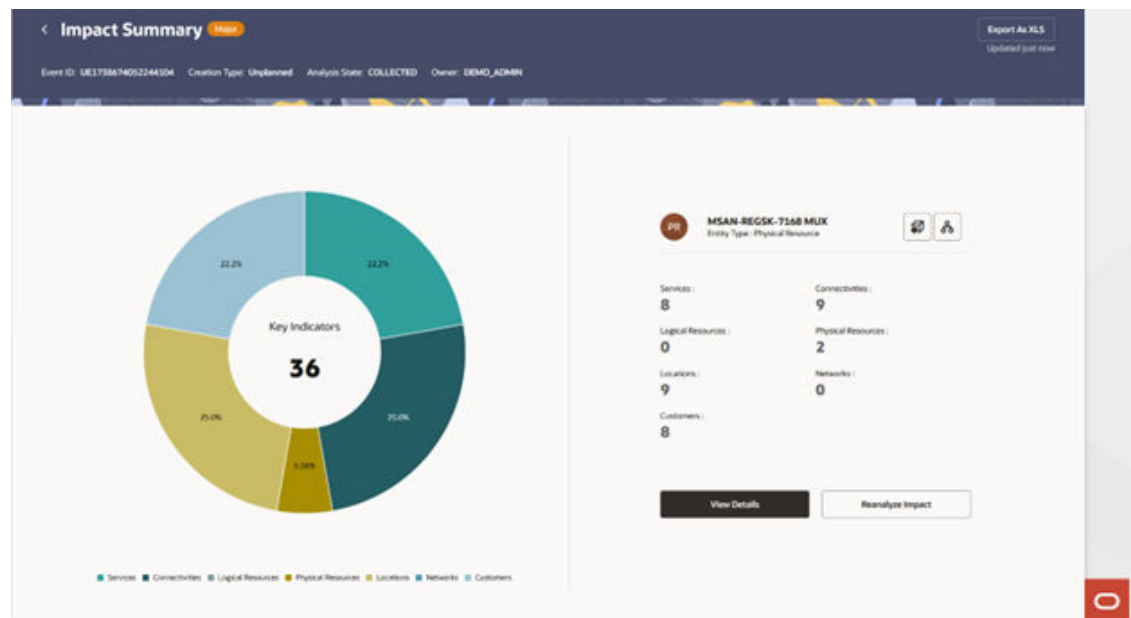 Impact Summary Major
Export As XLS
Updated just now
Event ID: UE1738674052244104 Creation Type: Unplanned Analysis State: COLLECTED Owner: DEMO_ADMIN
PR
MSAN-REGSK-7168 MUX
Entity Type: Physical Resource
22.2%
22.2%
Services :
Connectivities :
8
9
Key Indicators
Logical Resources :
Physical Resources :
36
0
2
Locations :
Networks :
9
0
25.0%
25.0%
Customers :
8
5.56%
View Details
Reanalyze Impact
Services Connectivities Logical Resources Physical Resources Locations Networks Customers